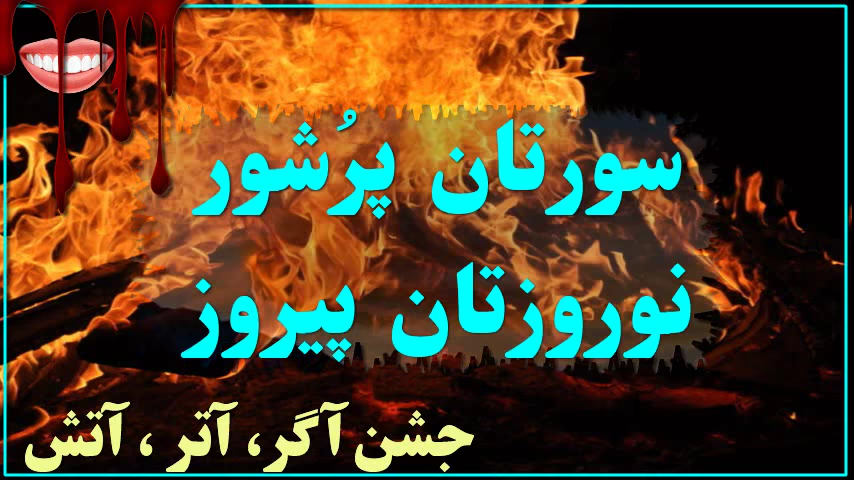 سورتان پرُشور
نوروزتان پیروز
جشن آگر، آتر ، آتش